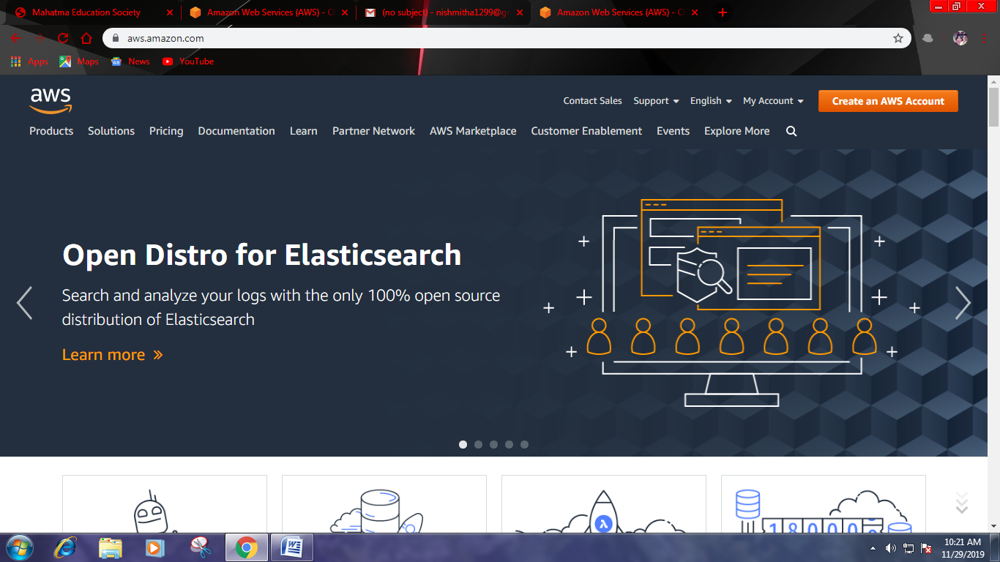 Mahatma Education Society
Amazon Web Services (AWS) - C
(no subject) - nishmitha1299@g
Amazon Web Services (AWS) - C
aws.amazon.com
Apps
Maps
News
YouTube
aws
Contact Sales
Support
English
My Account
Create an AWS Account
Products
Solutions
Pricing
Documentation
Learn
Partner Network
AWS Marketplace
Customer Enablement
Events
Explore More
Open Distro for Elasticsearch
Search and analyze your logs with the only 100% open source
distribution of Elasticsearch
Learn more »
10:21 AM
11/29/2019